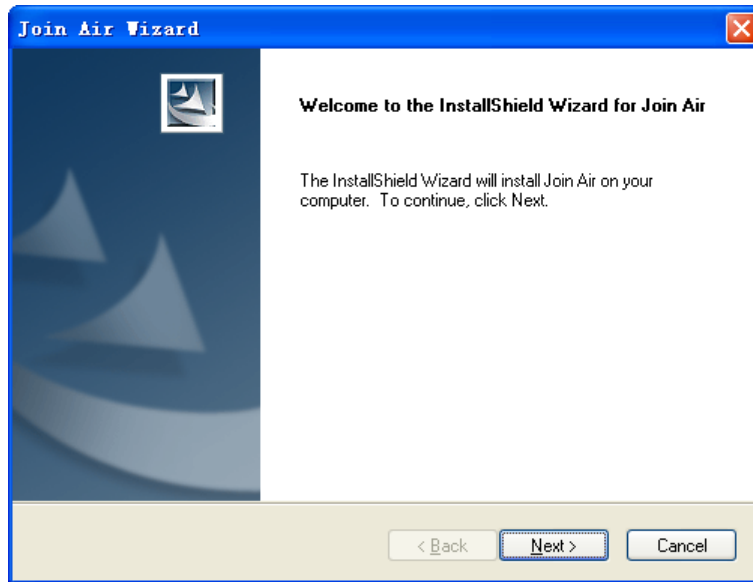 Join Air Wizard
Welcome to the InstallShield Wizard for Join Air
The InstallShield Wizard will install Join Air on your
computer. To continue, click Next.
< Back
Next >
Cancel